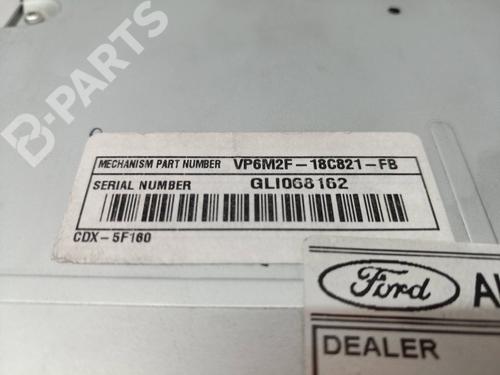 B-PARTS
MECHANISM PART NUMBER VP6M2F-18C821-FB
SERIAL NUMBER GLI068162
CDX-5F160
Ford
DEALER